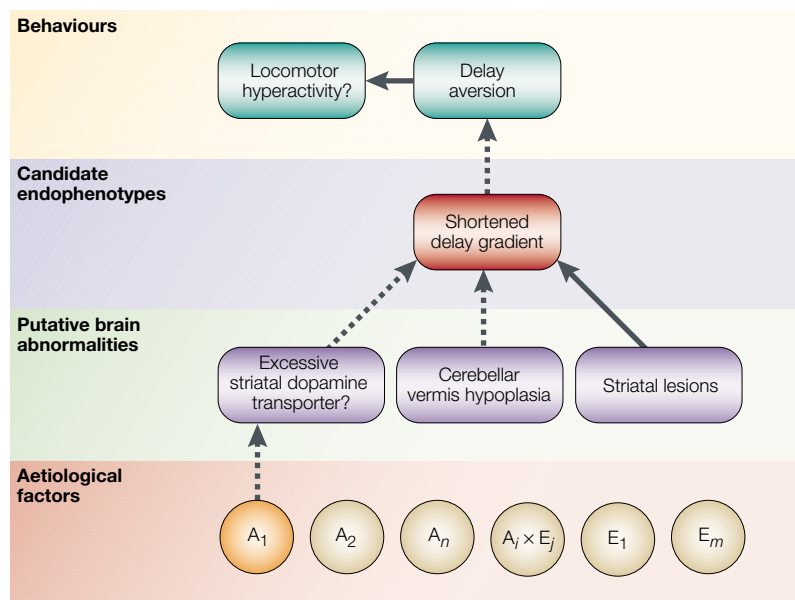 Behaviours
Locomotor
hyperactivity?
Delay
aversion
Candidate
endophenotypes
Shortened
delay gradient
Putative brain
abnormalities
Excessive
striatal dopamine
transporter?
Cerebellar
vermis hypoplasia
Striatal lesions
Aetiological
factors
A1
A2
An
Ai × Ej
E1
Em